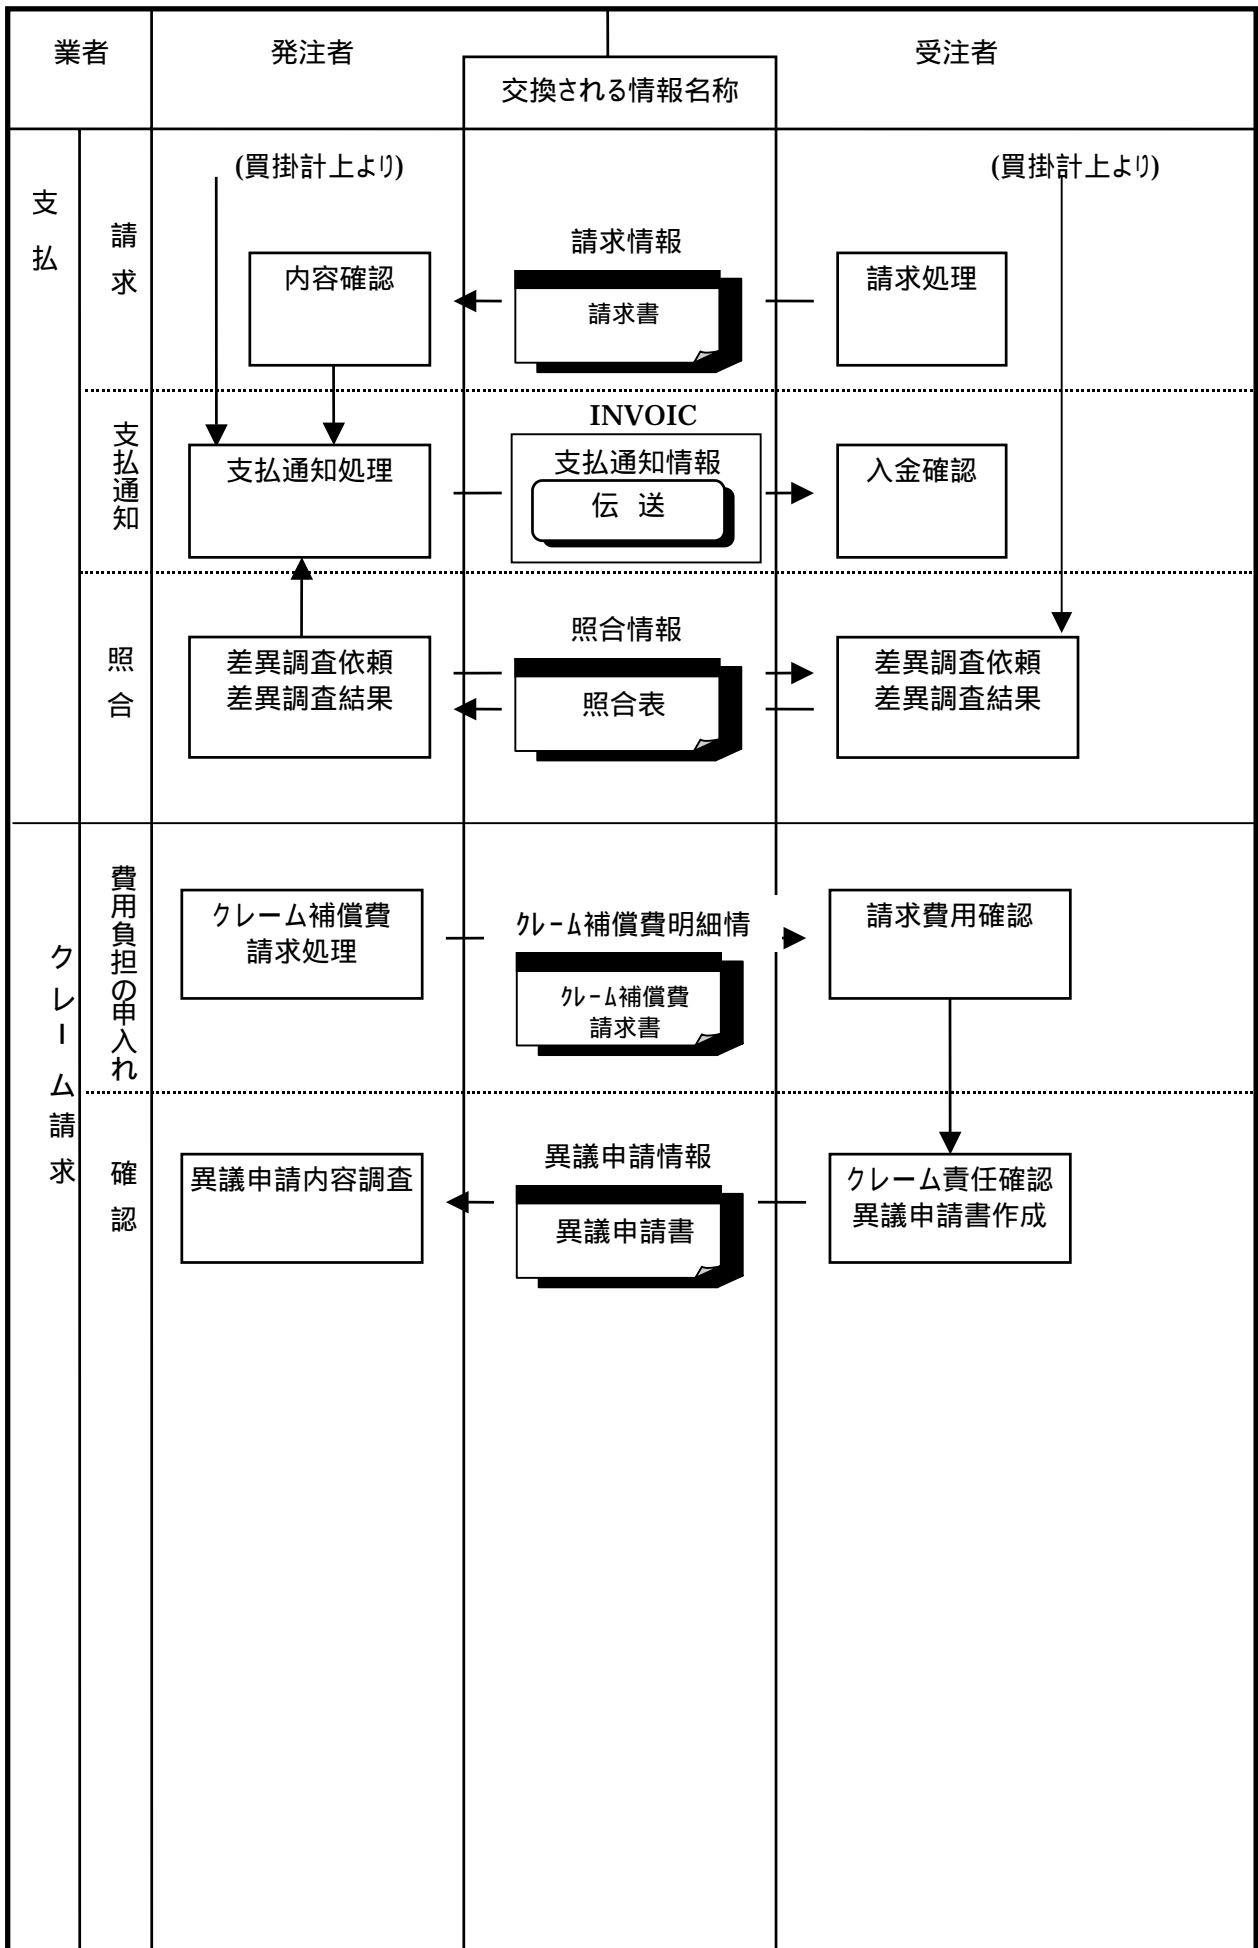 業者
発注者
受注者
交換される情報名称
支払
請求
(買掛計上より)
(買掛計上より)
請求情報
内容確認
請求書
請求処理
支払通知
INVOIC
支払通知処理
支払通知情報
伝 送
入金確認
照合
照合情報
差異調査依頼
差異調査結果
照合表
差異調査依頼
差異調査結果
クレーム請求
費用負担の申入れ
クレーム補償費
請求処理
クレーム補償費明細情
クレーム補償費
請求書
請求費用確認
確認
異議申請情報
異議申請内容調査
異議申請書
クレーム責任確認
異議申請書作成